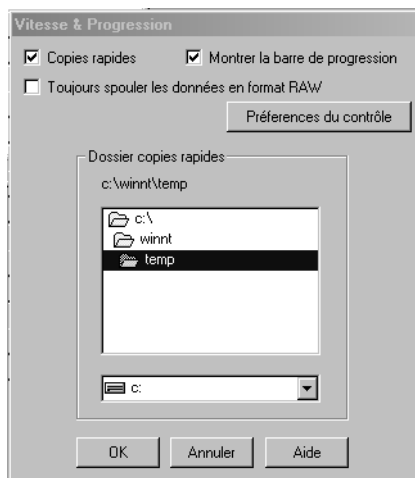 Vitesse & Progression
Copies rapides Montrer la barre de progression
Toujours spouler les données en format RAW
Préferences du contrôle
Dossier copies rapides
c:\winnt\temp
c:\
winnt
temp
c:
OK Annuler Aide